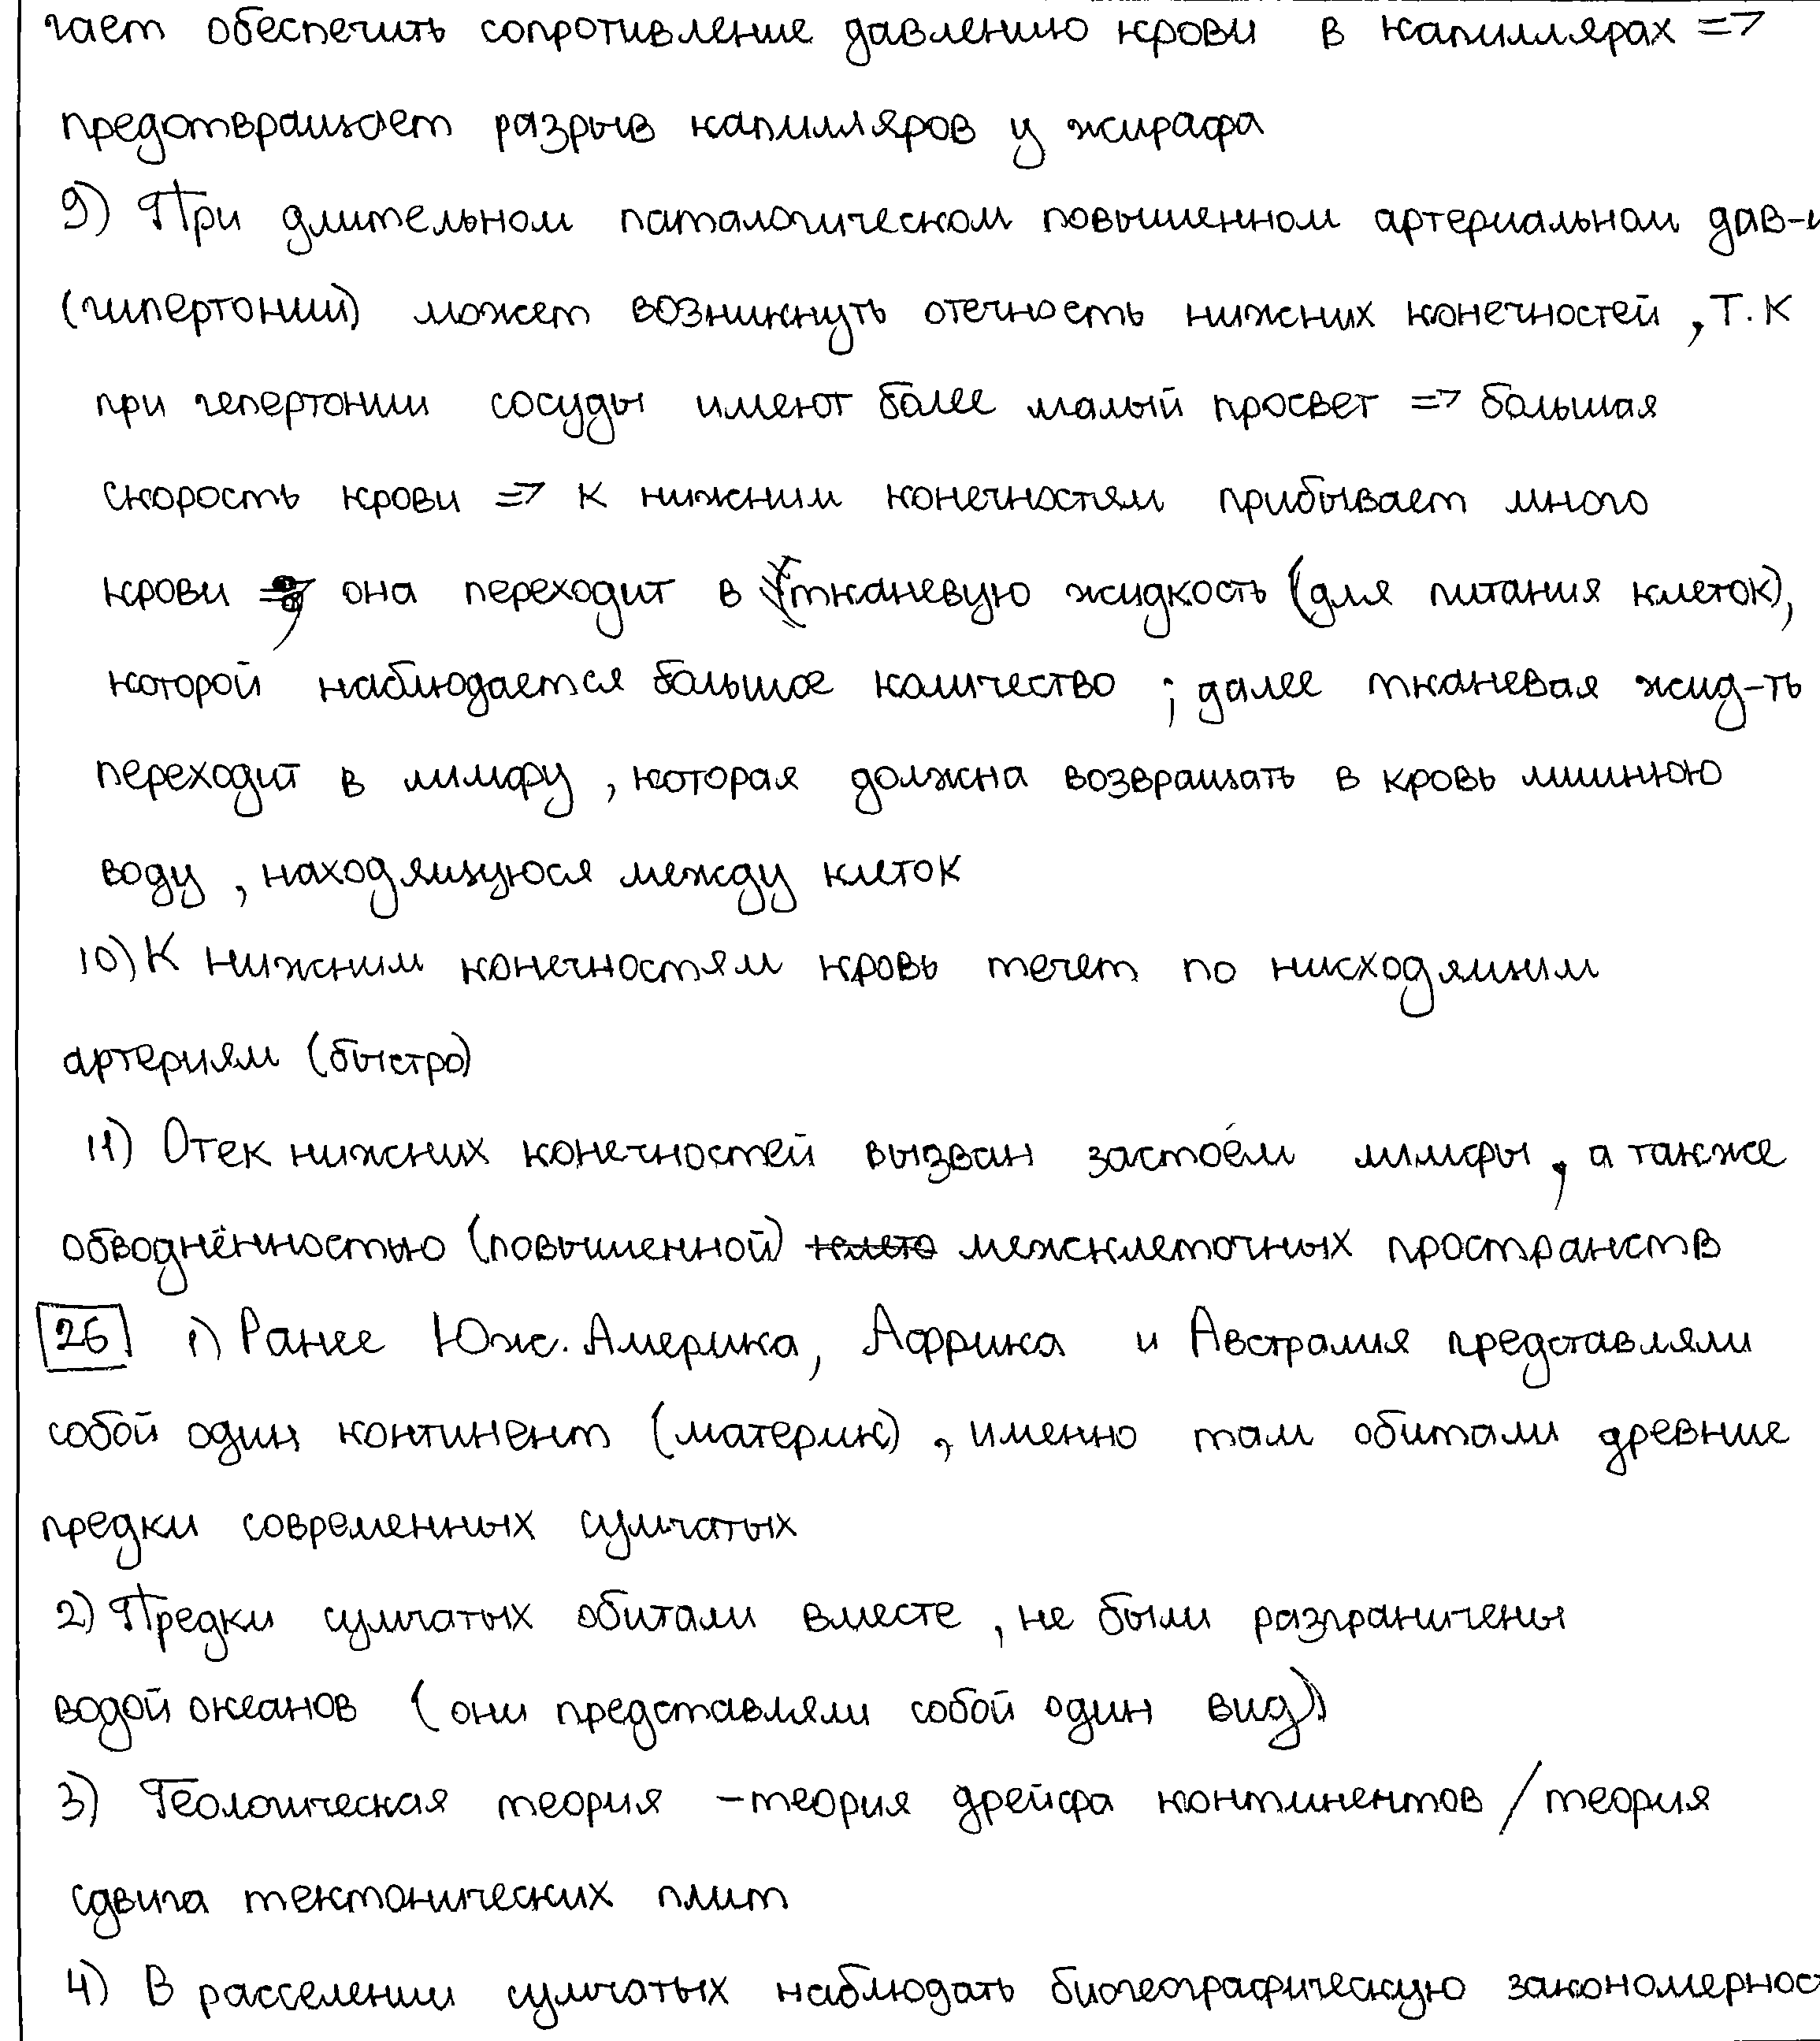 гает обеспечить сопротивление давлению крови в капиллярах =>
предотвращает разрыв капилляров у жирафа
9) При длительном паталогическом повышенном артериальном дав-и
(гипертонии) может возникнуть отечность нижних конечностей, т.к
при гепертонии сосуды имеют более малый просвет => большая
скорость крови => к нижним конечностям прибывает много
крови, она переходит в тканевую жидкость (для питания клеток),
которой наблюдается большое количество; далее тканевая жид-ть
переходит в лимфу, которая должна возвращать в кровь лишнюю
воду, находящуюся между клеток
10) К нижним конечностям кровь течет по нисходящим
артериям (быстро)
11) Отек нижних конечностей вызван застоем лимфы, а также
обводнённостью (повышенной) межклеточных пространств
26 1) Ранее Юж. Америка, Африка и Австралия представляли
собой один континент (материк), именно там обитали древние
предки современных сумчатых
2) Предки сумчатых обитали вместе, не были разграничены
водой океанов (они представляли собой один вид)
3) Геологическая теория - теория дрейфа континентов / теория
сдвига тектонических плит
4) В расселении сумчатых наблюдать биогеографическую закономерност